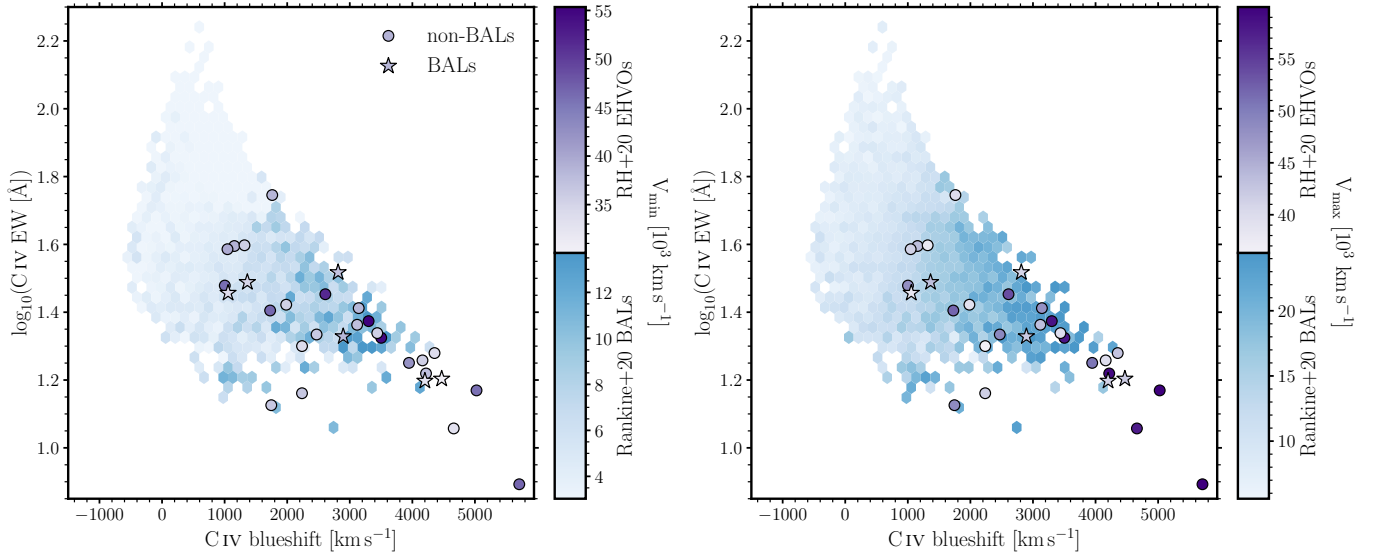 2.2
2.0
1.8
1.6
1.4
1.2
1.0
log₁₀(C IV EW [Å])
−1000 0 1000 2000 3000 4000 5000
C IV blueshift [km s⁻¹]
non-BALs
BALs
55
50
45
40
35
RH+20 EHVOs
12
10
8
6
4
Rankine+20 BALs
V_min [10³ km s⁻¹]
2.2
2.0
1.8
1.6
1.4
1.2
1.0
log₁₀(C IV EW [Å])
−1000 0 1000 2000 3000 4000 5000
C IV blueshift [km s⁻¹]
55
50
45
40
RH+20 EHVOs
20
10
Rankine+20 BALs
V_max [10³ km s⁻¹]